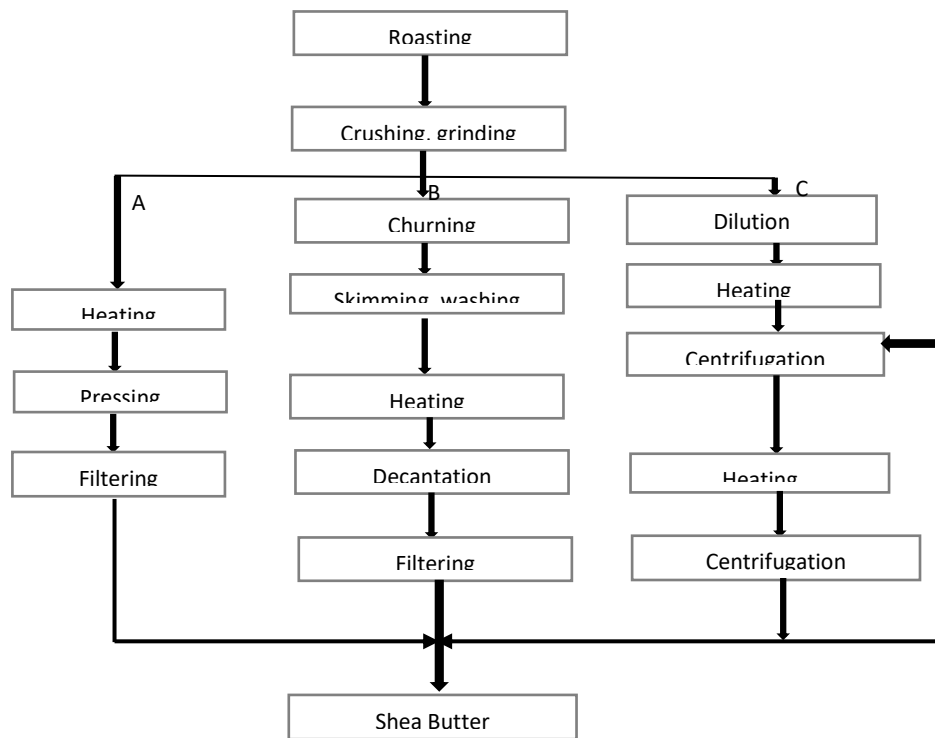 Roasting
Crushing, grinding
A
B
C
Churning
Dilution
Skimming, washing
Heating
Heating
Centrifugation
Pressing
Heating
Filtering
Decantation
Heating
Filtering
Centrifugation
Shea Butter